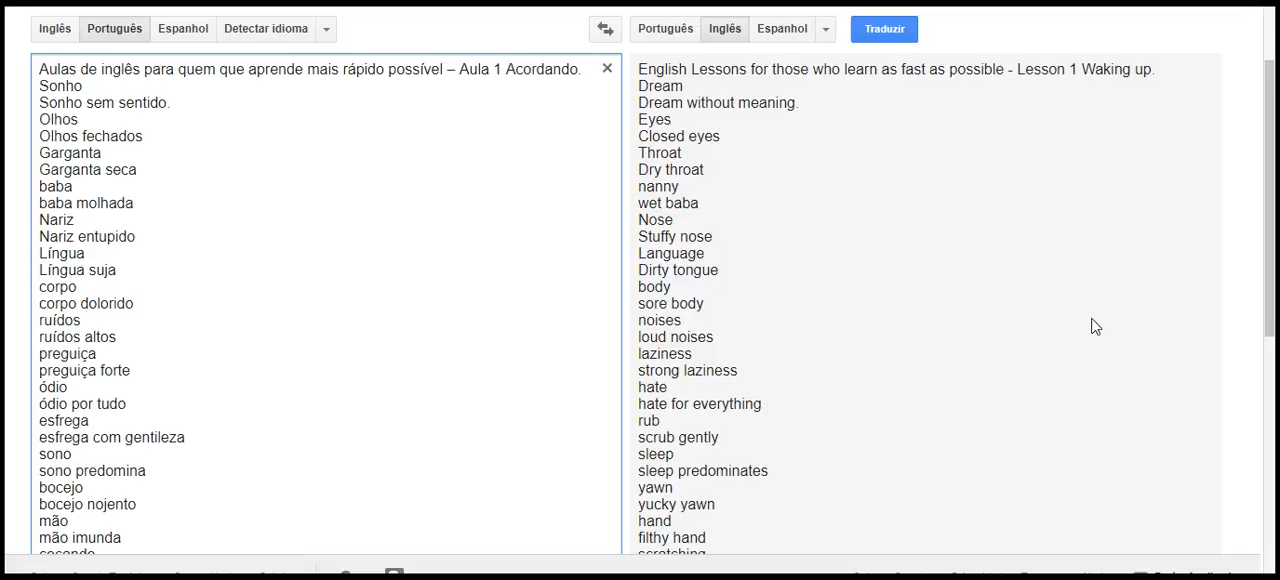 Inglês Português Espanhol Detectar idioma Português Inglês Espanhol Traduzir
Aulas de inglês para quem que aprende mais rápido possível – Aula 1 Acordando.
Sonho
Sonho sem sentido.
Olhos
Olhos fechados
Garganta
Garganta seca
baba
baba molhada
Nariz
Nariz entupido
Língua
Língua suja
corpo
corpo dolorido
ruídos
ruídos altos
preguiça
preguiça forte
ódio
ódio por tudo
esfrega
esfrega com gentileza
sono
sono predomina
bocejo
bocejo nojento
mão
mão imunda
English Lessons for those who learn as fast as possible - Lesson 1 Waking up.
Dream
Dream without meaning.
Eyes
Closed eyes
Throat
Dry throat
nanny
wet baba
Nose
Stuffy nose
Language
Dirty tongue
body
sore body
noises
loud noises
laziness
strong laziness
hate
hate for everything
rub
scrub gently
sleep
sleep predominates
yawn
yucky yawn
hand
filthy hand
scratching